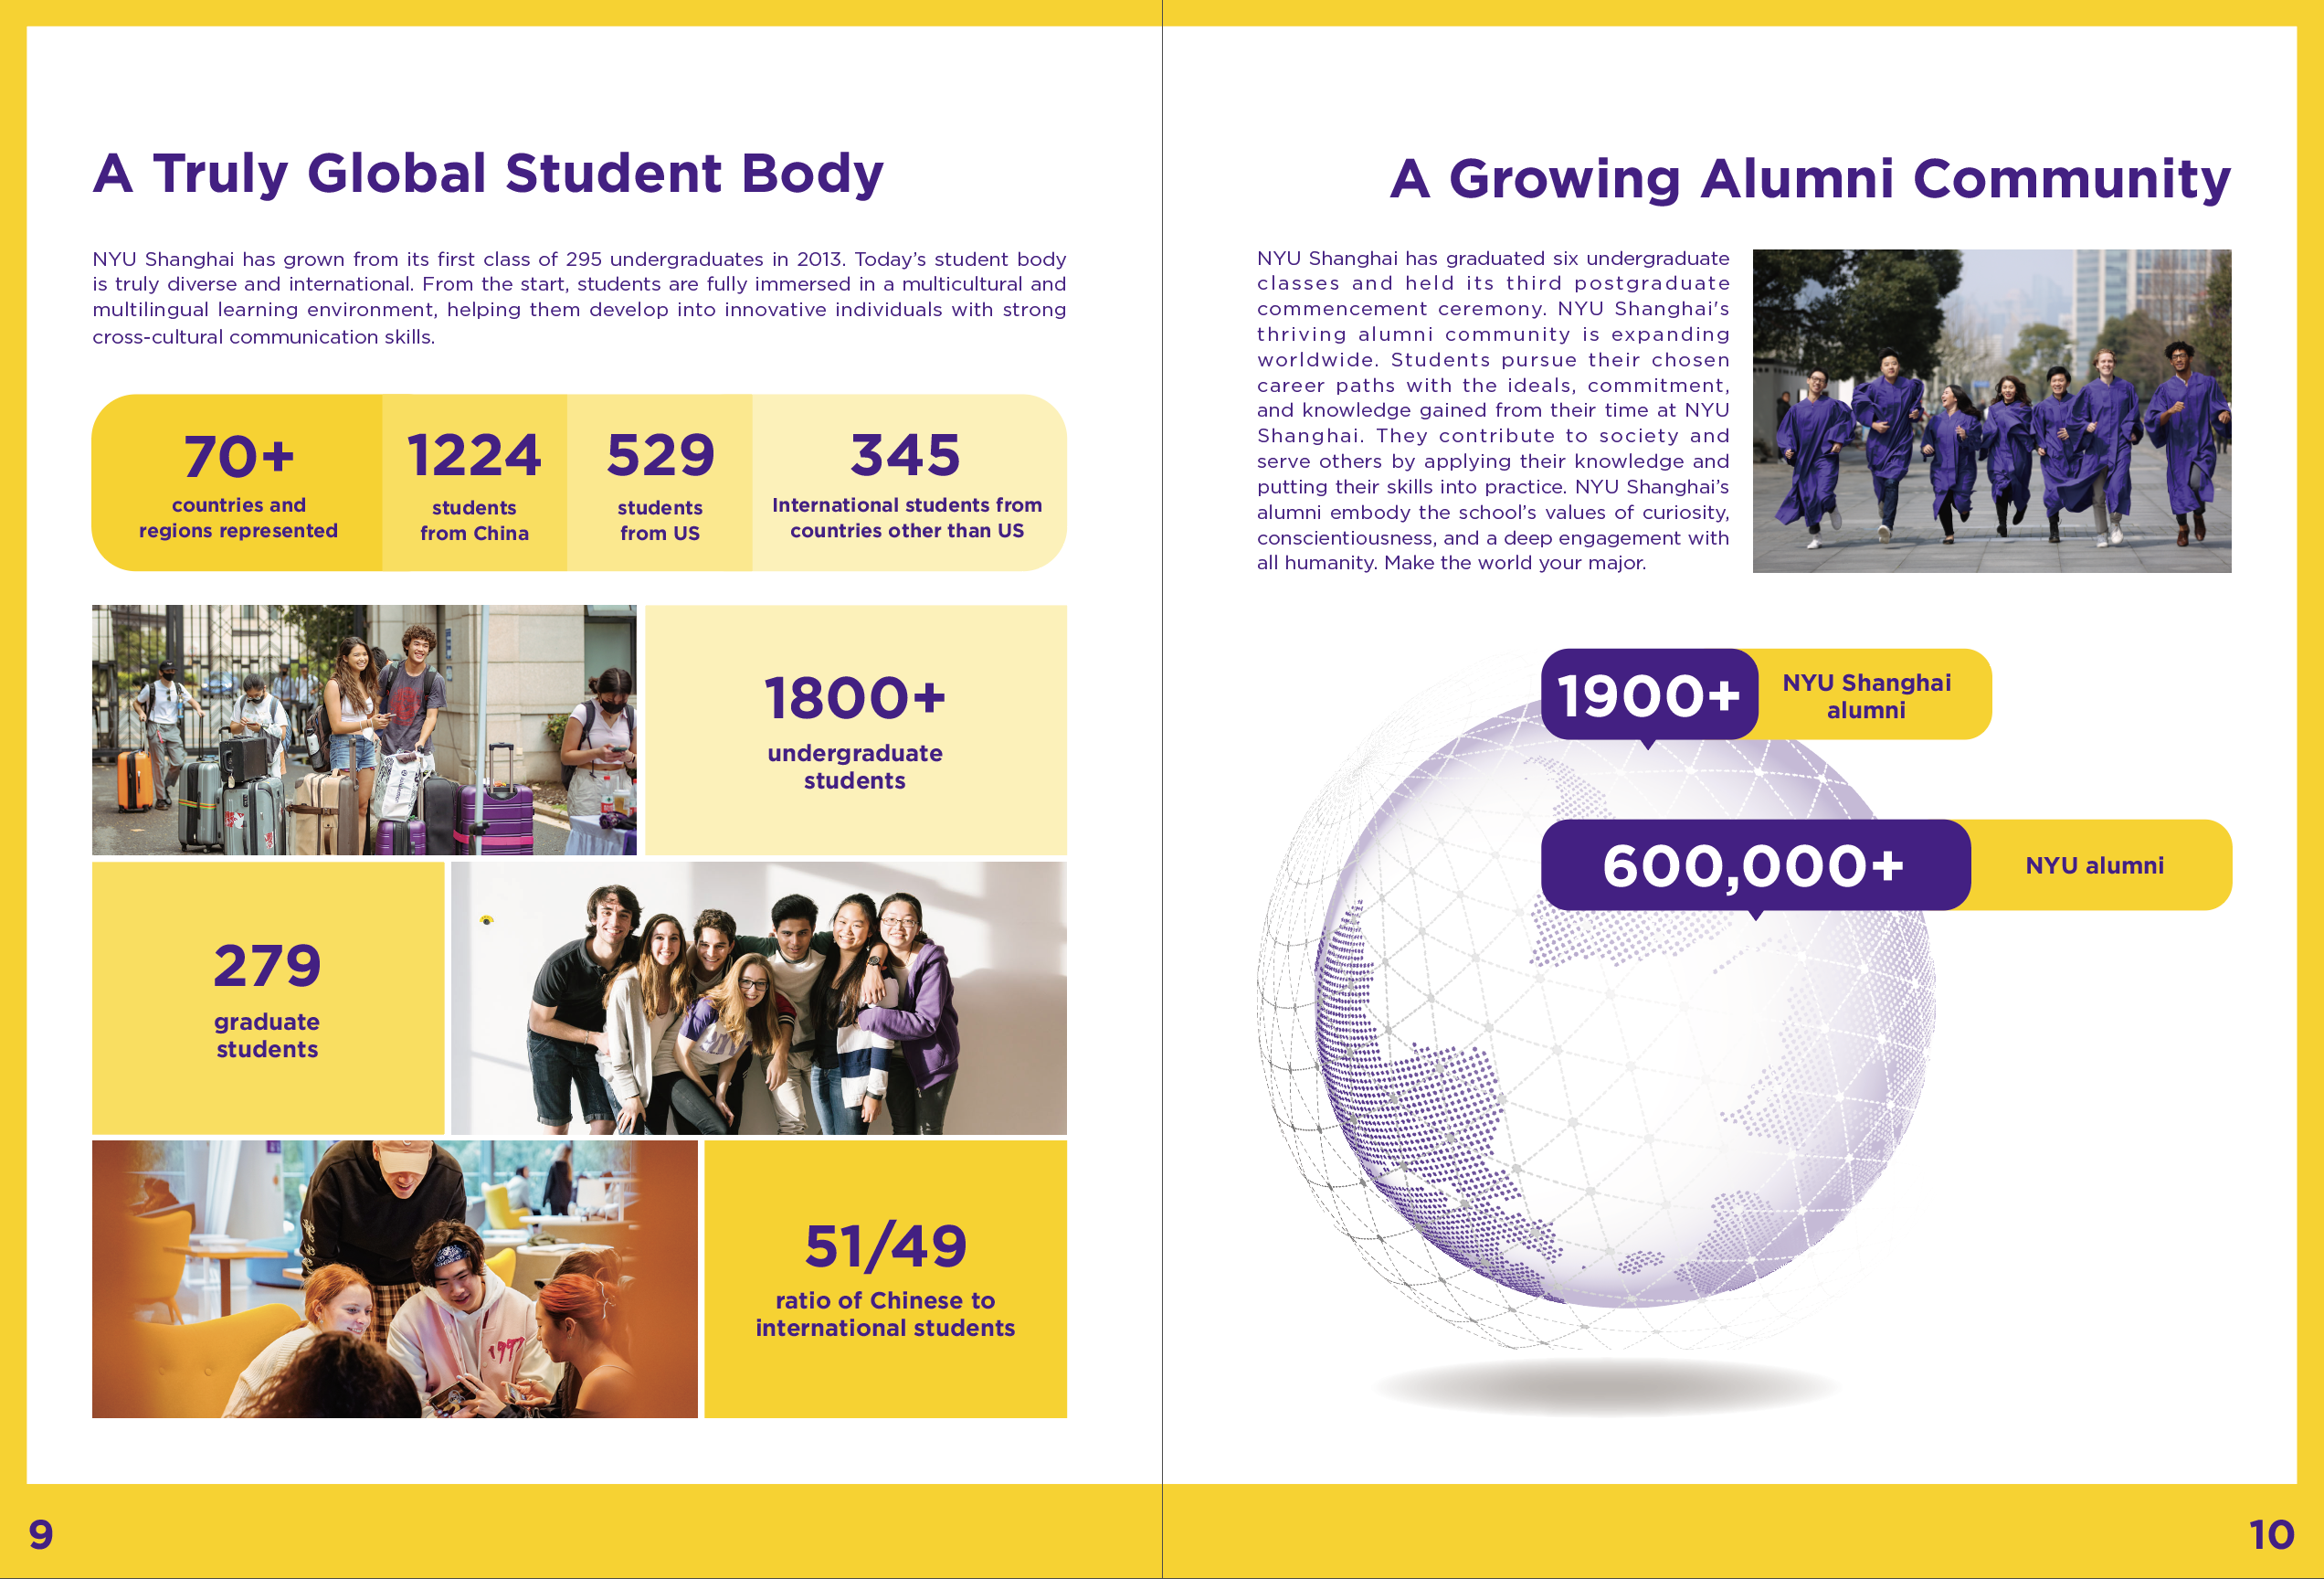 A Truly Global Student Body
NYU Shanghai has grown from its first class of 295 undergraduates in 2013. Today’s student body
is truly diverse and international. From the start, students are fully immersed in a multicultural and
multilingual learning environment, helping them develop into innovative individuals with strong
cross-cultural communication skills.
70+
countries and
regions represented
1224
students
from China
529
students
from US
345
International students from
countries other than US
1800+
undergraduate
students
279
graduate
students
1997
51/49
ratio of Chinese to
international students
9
A Growing Alumni Community
NYU Shanghai has graduated six undergraduate
classes and held its third postgraduate
commencement ceremony. NYU Shanghai's
thriving alumni community is expanding
worldwide. Students pursue their chosen
career paths with the ideals, commitment,
and knowledge gained from their time at NYU
Shanghai. They contribute to society and
serve others by applying their knowledge and
putting their skills into practice. NYU Shanghai’s
alumni embody the school’s values of curiosity,
conscientiousness, and a deep engagement with
all humanity. Make the world your major.
1900+
NYU Shanghai
alumni
600,000+
NYU alumni
10